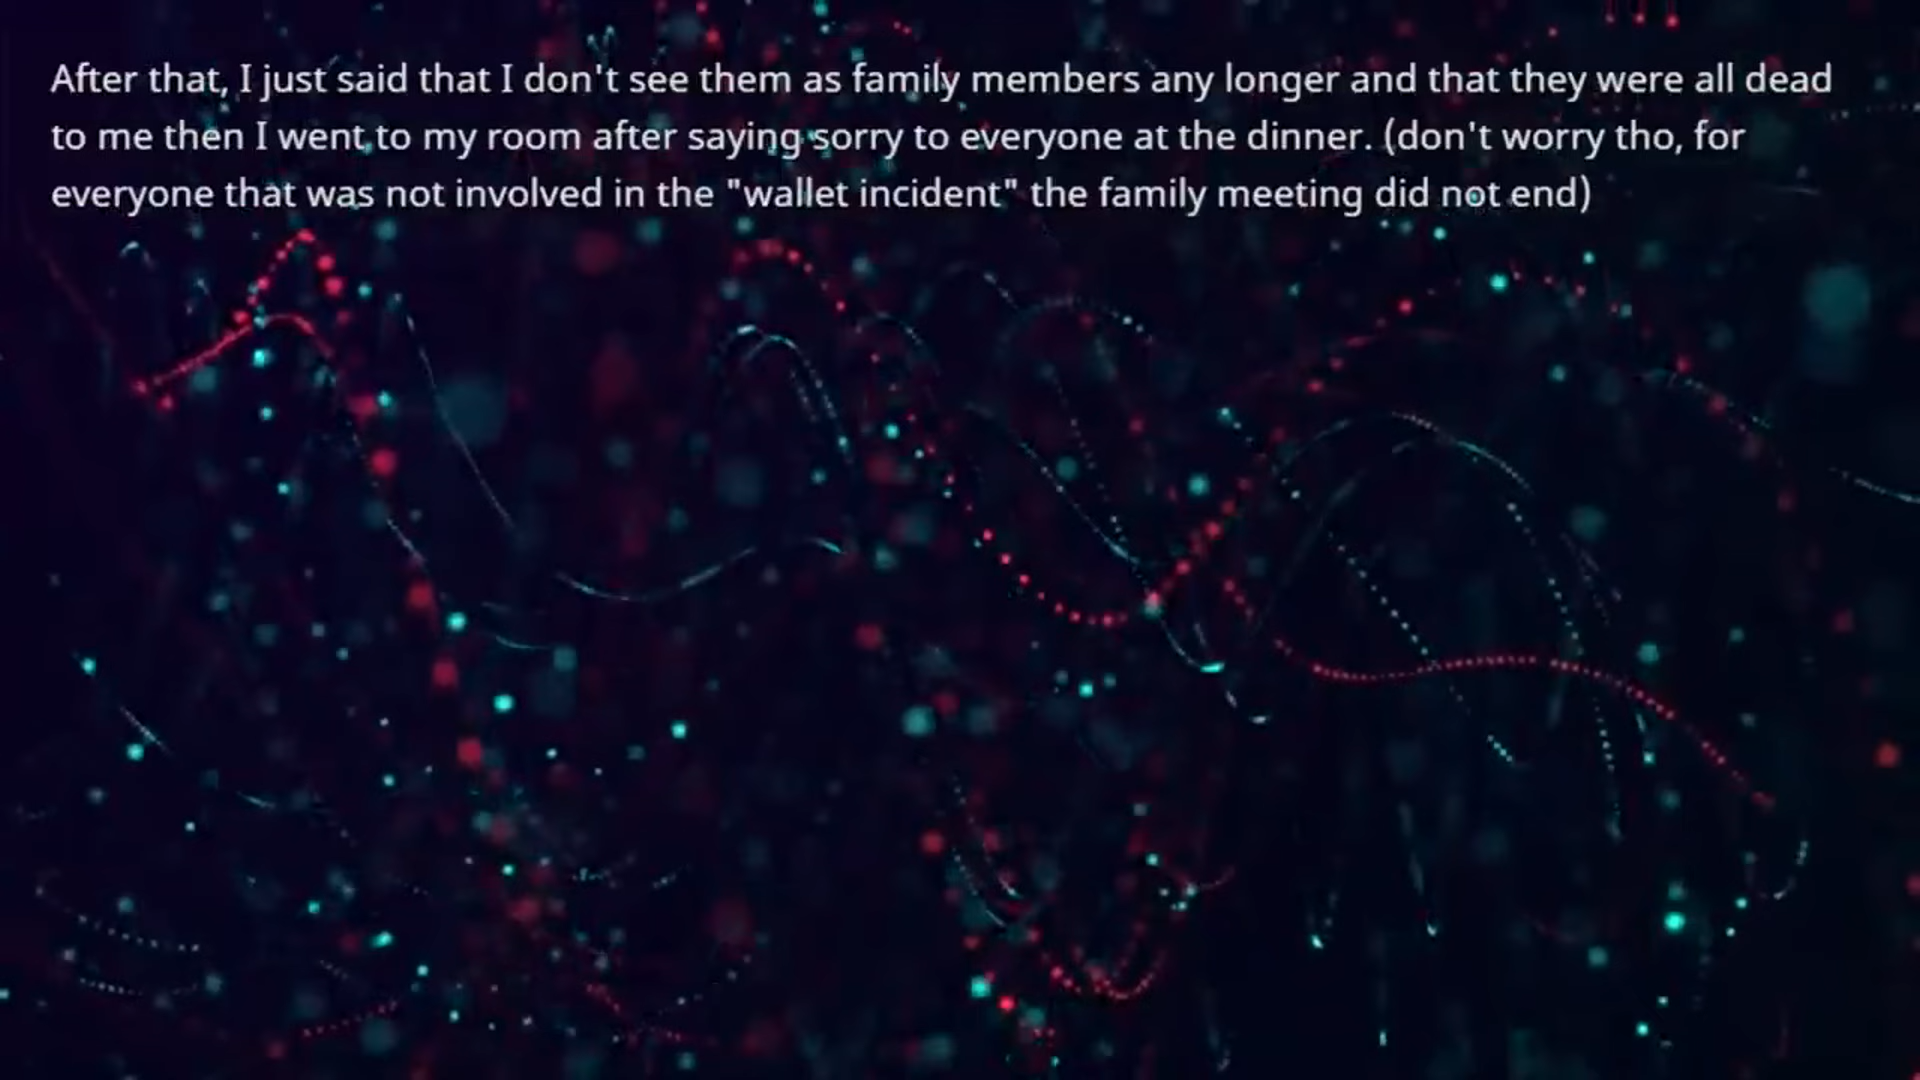 After that, I just said that I don't see them as family members any longer and that they were all dead
to me then I went to my room after saying sorry to everyone at the dinner. (don't worry tho, for
everyone that was not involved in the "wallet incident" the family meeting did not end)